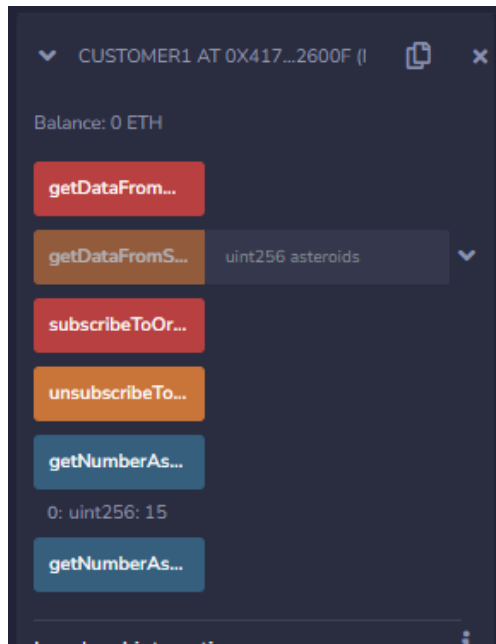 CUSTOMER1 AT 0X417...2600F (
Balance: 0 ETH
getDataFrom...
getDataFromS... uint256 asteroids
subscribeToOr...
unsubscribeTo...
getNumberAs...
0: uint256: 15
getNumberAs...